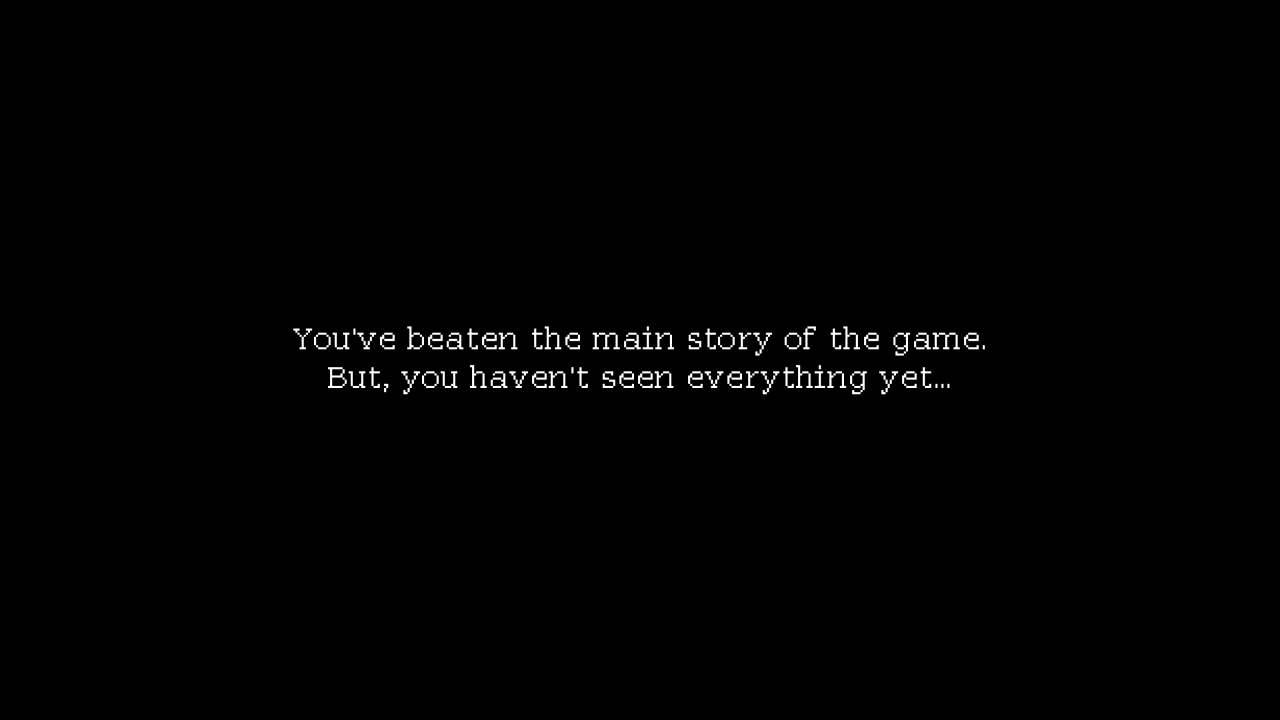 You've beaten the main story of the game.
But, you haven't seen everything yet...